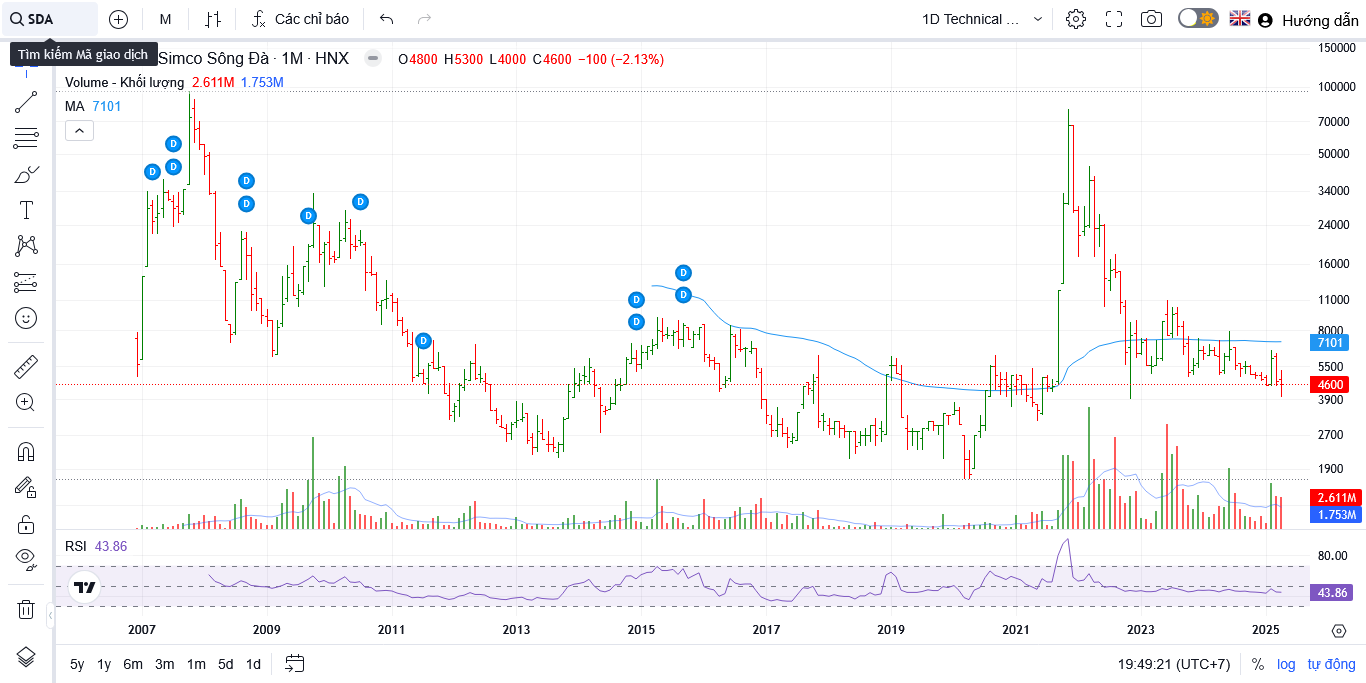 SDA
M
Các chỉ báo
1D Technical ...
Hướng dẫn
Tìm kiếm Mã giao dịch
Simco Sông Đà · 1M · HNX
O4800 H5300 L4000 C4600 −100 (−2.13%)
Volume - Khối lượng 2.611M 1.753M
MA 7101
D
D
D
D
D
D
D
D
D
D
D
D
150000
100000
70000
50000
34000
24000
16000
11000
8000
7101
5500
4600
3900
2700
1900
2.611M
1.753M
RSI 43.86
80.00
43.86
2007 2009 2011 2013 2015 2017 2019 2021 2023 2025
5y 1y 6m 3m 1m 5d 1d
19:49:21 (UTC+7) % log tự động